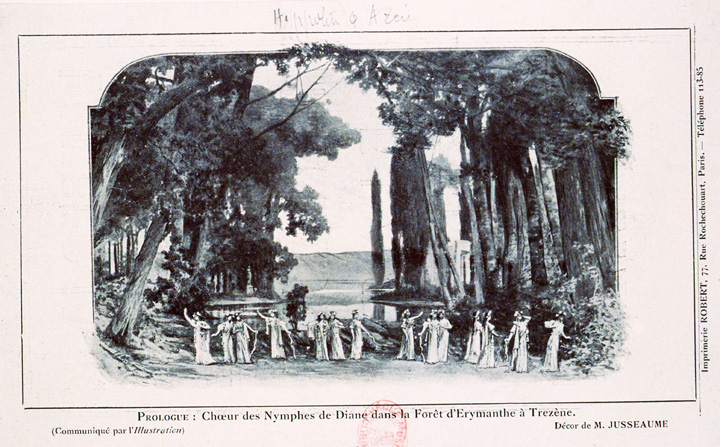 Hippolyte & Aricie
PROLOGUE : Chœur des Nymphes de Diane dans la Forêt d'Erymanthe à Trezène.
(Communiqué par l'Illustration)
Décor de M. JUSSEAUME
Imprimerie ROBERT, 77, Rue Rochechouart, Paris. — Téléphone 113-85